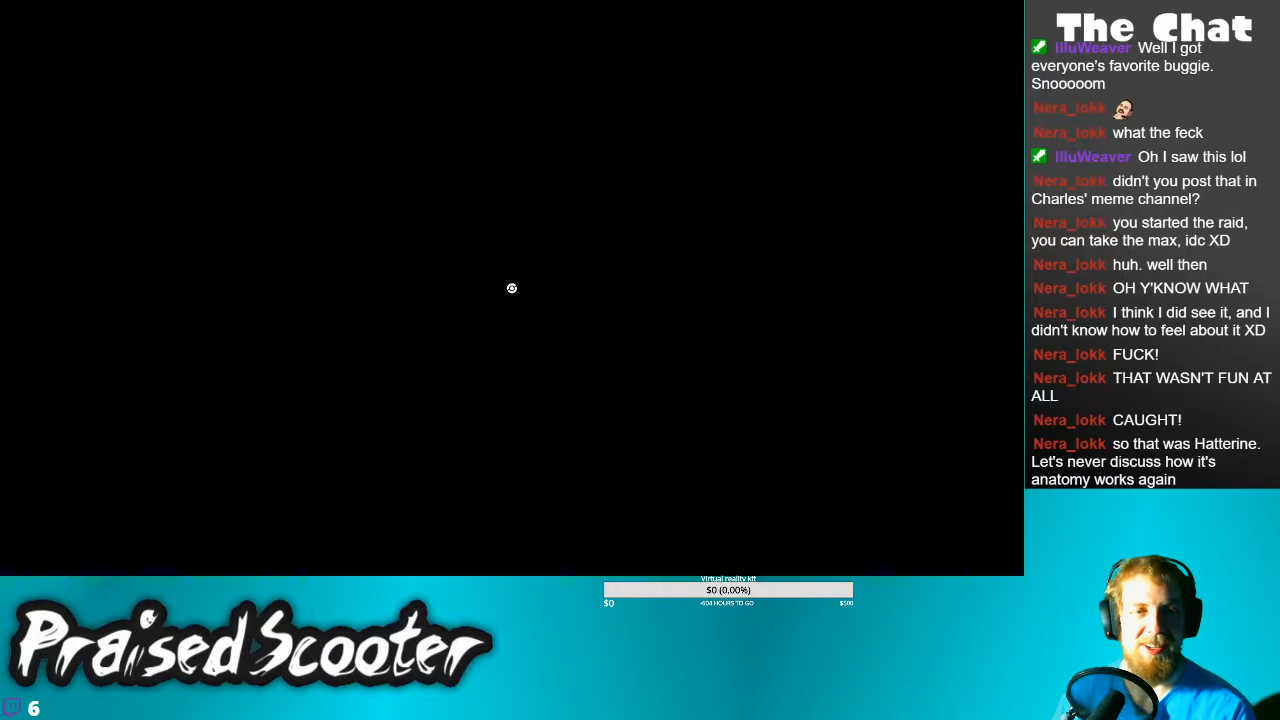 The Chat
IlluWeaver Well I got
everyone's favorite buggie.
Snooooom
Nera_lokk
Nera_lokk what the feck
IlluWeaver Oh I saw this lol
Nera_lokk didn't you post that in
Charles' meme channel?
Nera_lokk you started the raid,
you can take the max, idc XD
Nera_lokk huh. well then
Nera_lokk OH Y'KNOW WHAT
Nera_lokk I think I did see it, and I
didn't know how to feel about it XD
Nera_lokk FUCK!
Nera_lokk THAT WASN'T FUN AT
ALL
Nera_lokk CAUGHT!
Nera_lokk so that was Hatterine.
Let's never discuss how it's
anatomy works again
Virtual reality kit
$0 (0.00%)
$0 -604 HOURS TO GO $500
PraisedScooter
6